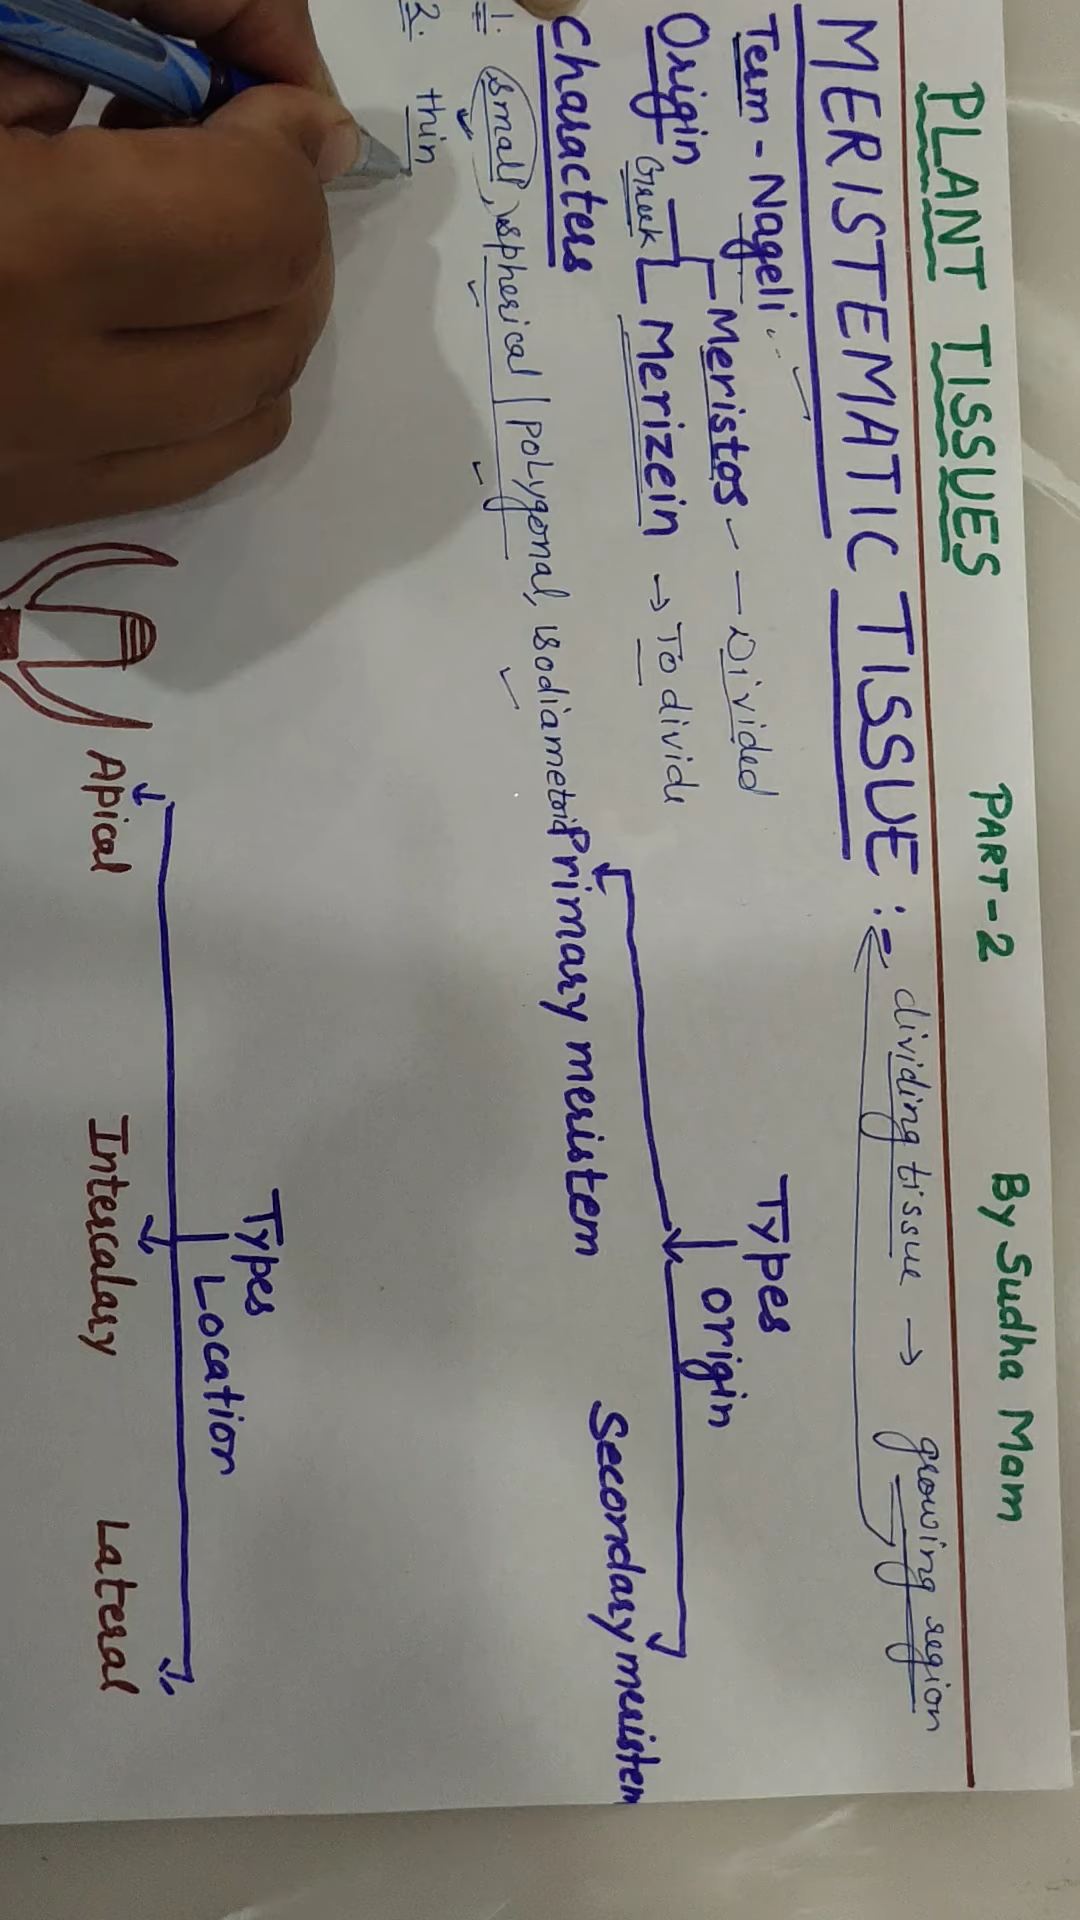 PLANT TISSUES PART-2 By Sudha Mam
MERISTEMATIC TISSUE :- dividing tissue → growing region
Term - Nageli
Origin Greek
Meristos - - Divided
Merizein → To divide
Types
Origin
Primary meristem Secondary meristem
Characters
1. small, spherical / polygonal, isodiametric
2. thin
Types
Location
Apical Intercalary Lateral